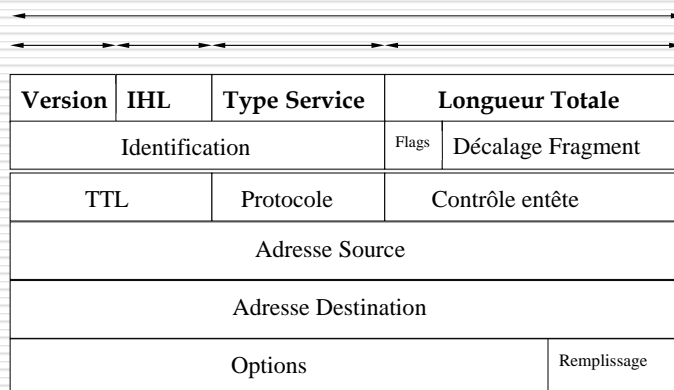 Version IHL Type Service Longueur Totale
Identification Flags Décalage Fragment
TTL Protocole Contrôle entête
Adresse Source
Adresse Destination
Options Remplissage